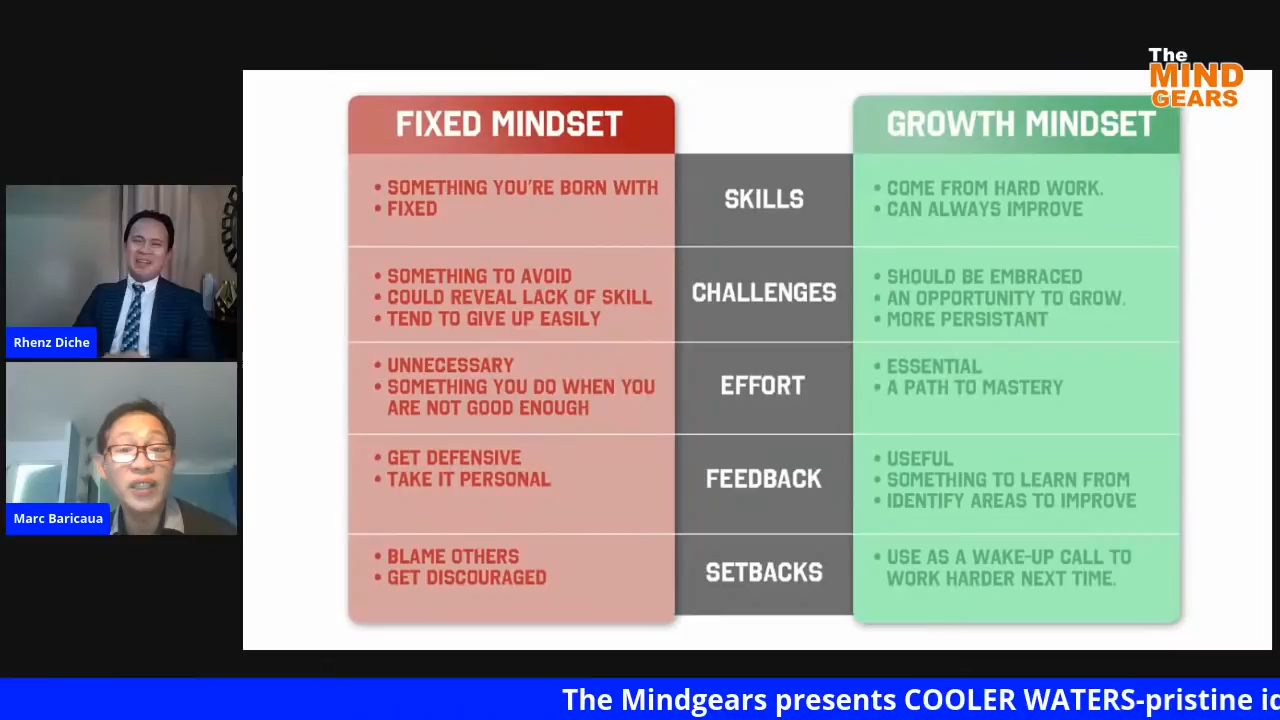 The
MIND
GEARS
FIXED MINDSET
GROWTH MINDSET
• SOMETHING YOU'RE BORN WITH
• FIXED
SKILLS
• COME FROM HARD WORK.
• CAN ALWAYS IMPROVE
• SOMETHING TO AVOID
• COULD REVEAL LACK OF SKILL
• TEND TO GIVE UP EASILY
CHALLENGES
• SHOULD BE EMBRACED
• AN OPPORTUNITY TO GROW.
• MORE PERSISTANT
• UNNECESSARY
• SOMETHING YOU DO WHEN YOU
ARE NOT GOOD ENOUGH
EFFORT
• ESSENTIAL
• A PATH TO MASTERY
• GET DEFENSIVE
• TAKE IT PERSONAL
FEEDBACK
• USEFUL
• SOMETHING TO LEARN FROM
• IDENTIFY AREAS TO IMPROVE
• BLAME OTHERS
• GET DISCOURAGED
SETBACKS
• USE AS A WAKE-UP CALL TO
WORK HARDER NEXT TIME.
Rhenz Diche
Marc Baricaua
The Mindgears presents COOLER WATERS-pristine